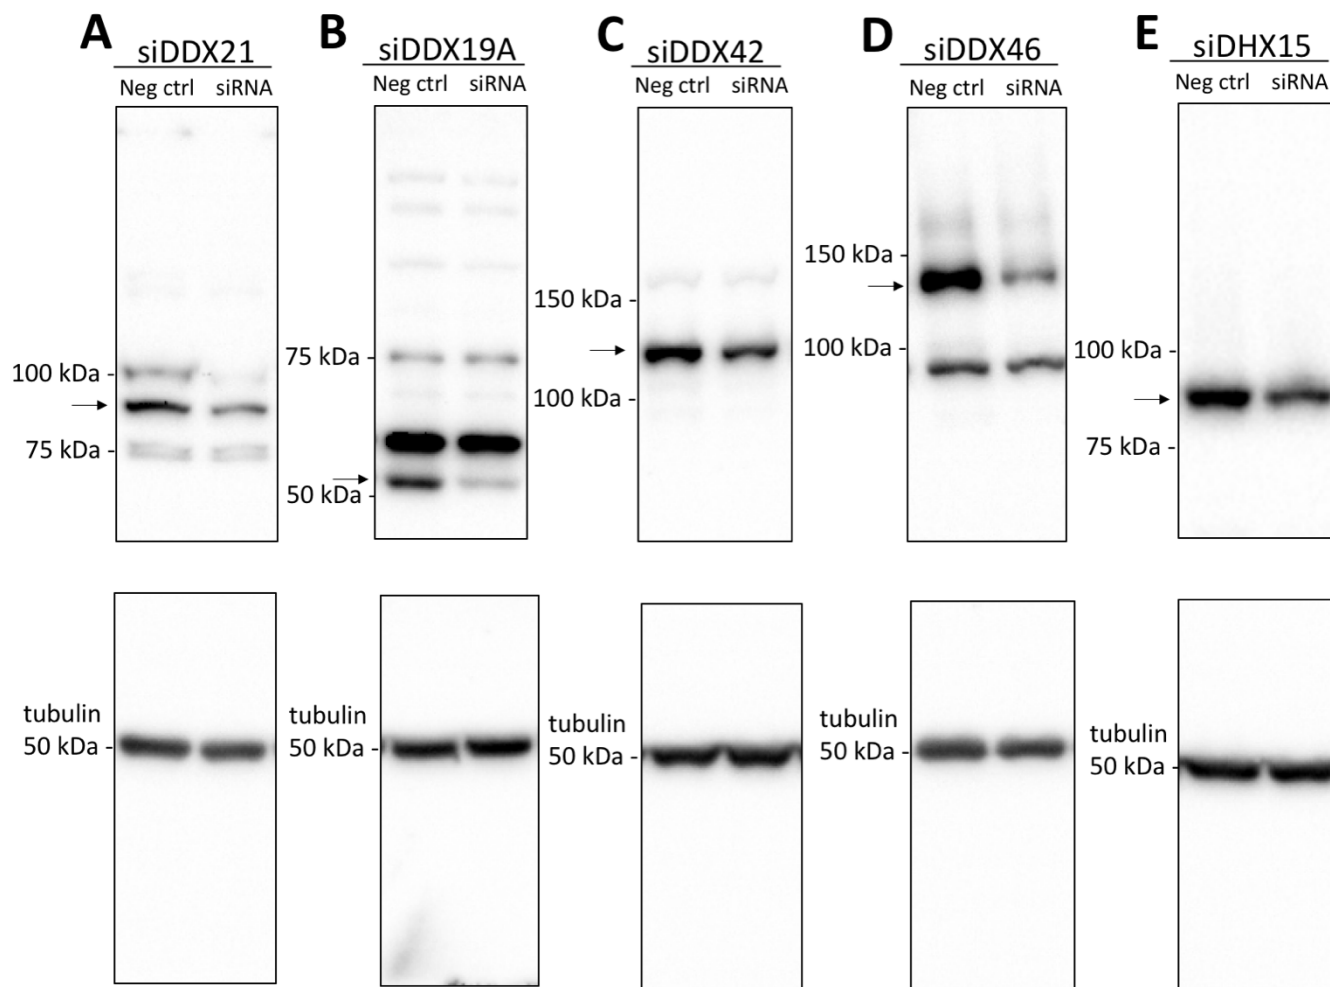 A
siDDX21
Neg ctrl siRNA
100 kDa -
75 kDa -
tubulin
50 kDa -
B
siDDX19A
Neg ctrl siRNA
75 kDa -
50 kDa -
tubulin
50 kDa -
C
siDDX42
Neg ctrl siRNA
150 kDa -
100 kDa -
tubulin
50 kDa -
D
siDDX46
Neg ctrl siRNA
150 kDa -
100 kDa -
tubulin
50 kDa -
E
siDHX15
Neg ctrl siRNA
100 kDa -
75 kDa -
tubulin
50 kDa -